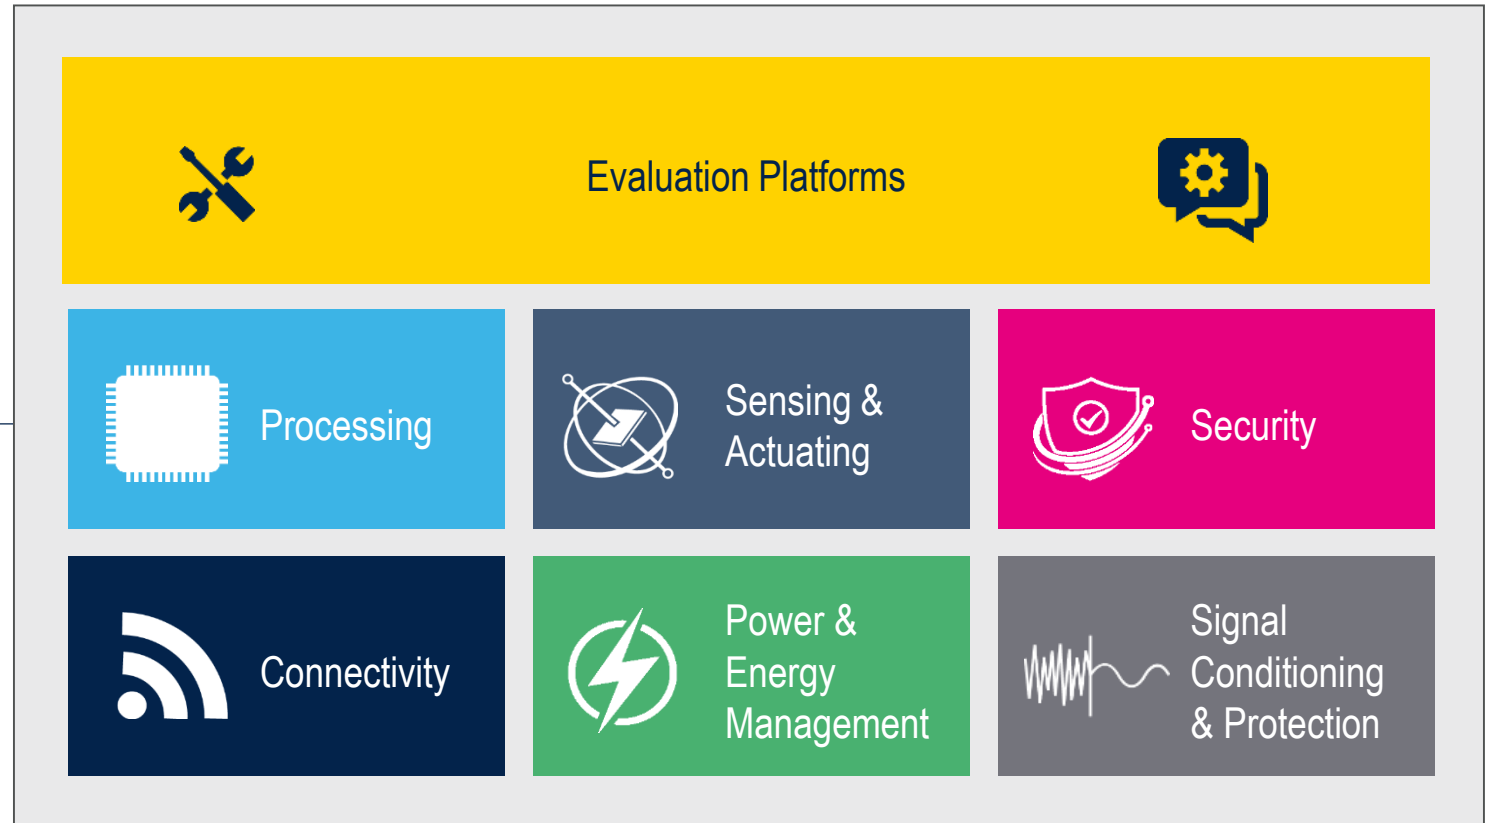 Evaluation Platforms
Processing
Sensing &
Actuating
Security
Connectivity
Power &
Energy
Management
Signal
Conditioning
& Protection